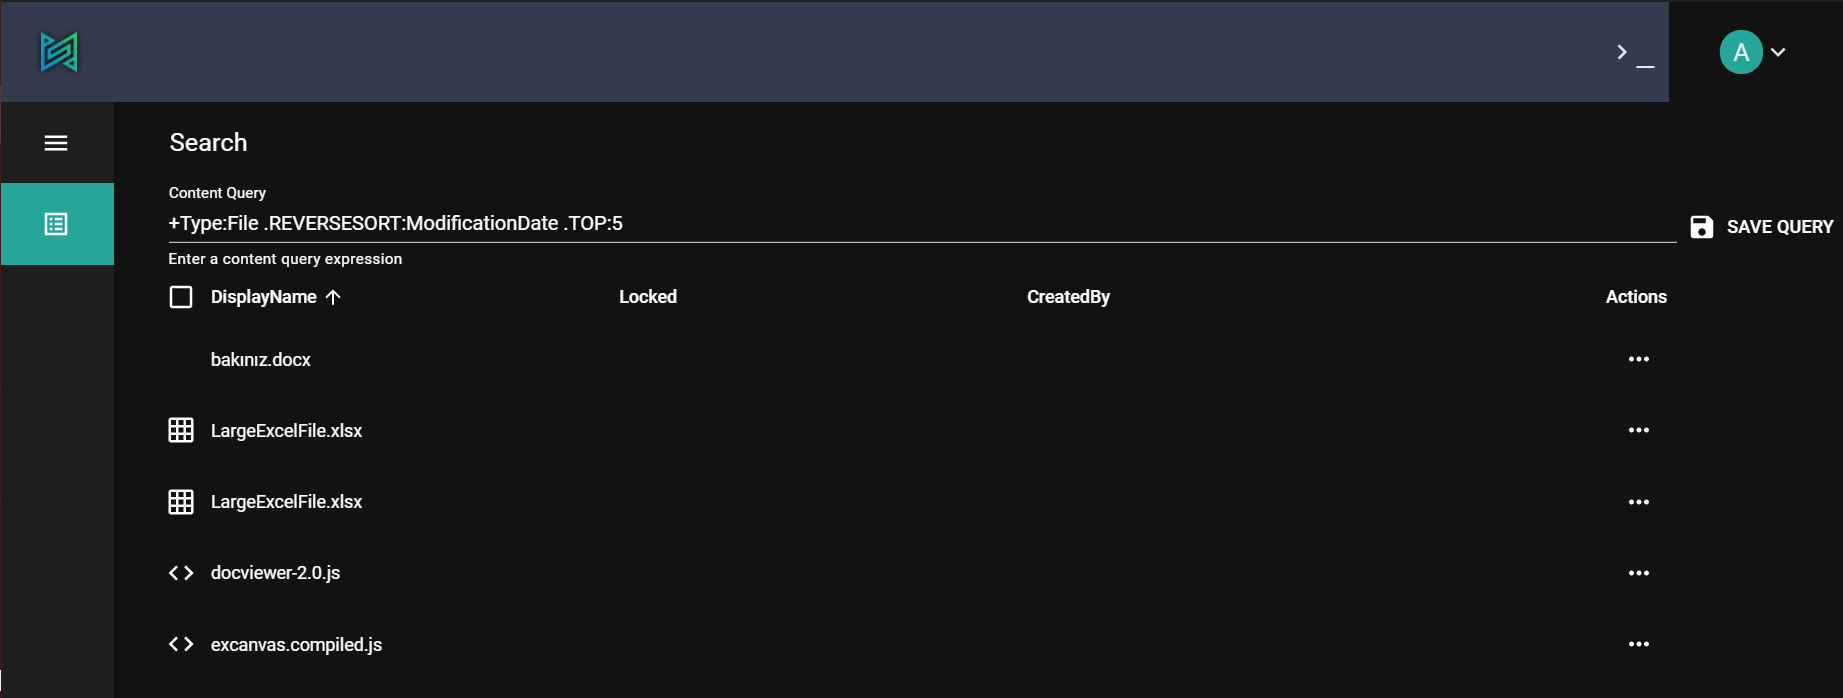 >_
A
Search
Content Query
+Type:File .REVERSESORT:ModificationDate .TOP:5
SAVE QUERY
Enter a content query expression
DisplayName Locked CreatedBy Actions
bakınız.docx
LargeExcelFile.xlsx
LargeExcelFile.xlsx
docviewer-2.0.js
excanvas.compiled.js